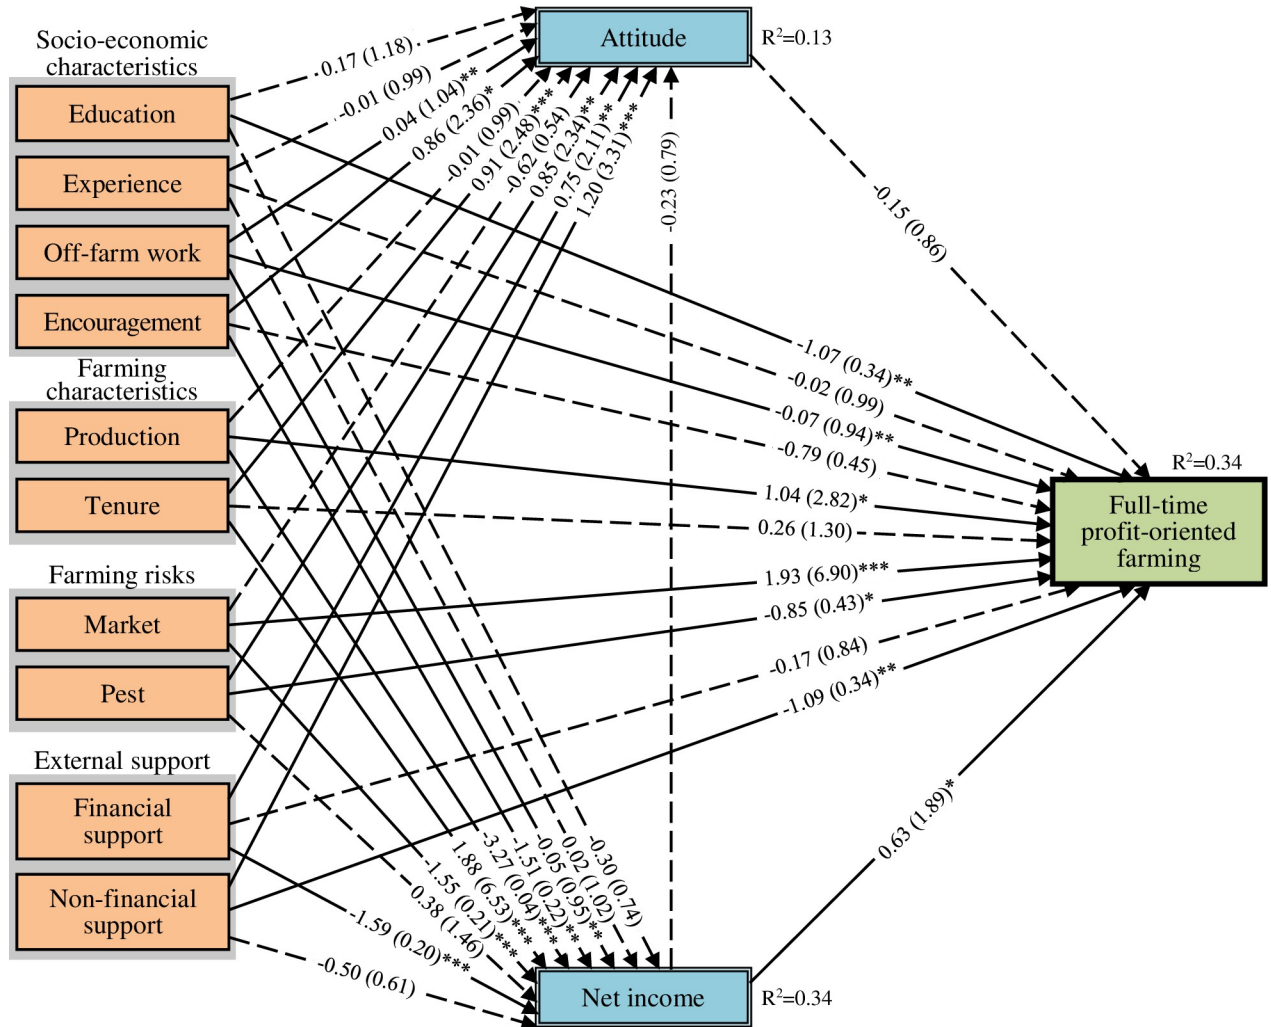 Socio-economic
characteristics
Education
Experience
Off-farm work
Encouragement
Farming
characteristics
Production
Tenure
Farming risks
Market
Pest
External support
Financial
support
Non-financial
support
Attitude
R²=0.13
0.17 (1.18)
-0.01 (0.99)
0.04 (1.04)**
0.86 (2.36)*
-0.01 (0.99)
0.91 (2.48)***
-0.62 (0.54)
0.85 (2.34)**
0.75 (2.11)**
1.20 (3.31)***
-0.23 (0.79)
-0.15 (0.86)
-1.07 (0.34)**
-0.02 (0.99)
-0.07 (0.94)**
-0.79 (0.45)
1.04 (2.82)*
0.26 (1.30)
1.93 (6.90)***
-0.85 (0.43)*
-0.17 (0.84)
-1.09 (0.34)**
0.63 (1.89)*
R²=0.34
Full-time
profit-oriented
farming
-0.30 (0.74)
0.02 (1.02)
-0.05 (0.95)**
-1.51 (0.22)**
-3.27 (0.04)***
1.88 (6.53)***
-1.55 (0.21)***
0.38 (1.46)
-1.59 (0.20)***
-0.50 (0.61)
Net income
R²=0.34